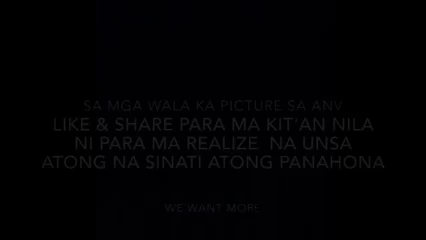 SA MGA WALA KA PICTURE SA ANV
LIKE & SHARE PARA MA KIT'AN NILA
NI PARA MA REALIZE NA UNSA
ATONG NA SINATI ATONG PANAHONA
WE WANT MORE